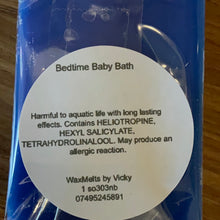 Bedtime Baby Bath
Harmful to aquatic life with long lasting
effects. Contains HELIOTROPINE,
HEXYL SALICYLATE,
TETRAHYDROLINALOOL. May produce an
allergic reaction.
WaxMelts by Vicky
1 so303nb
07495245891